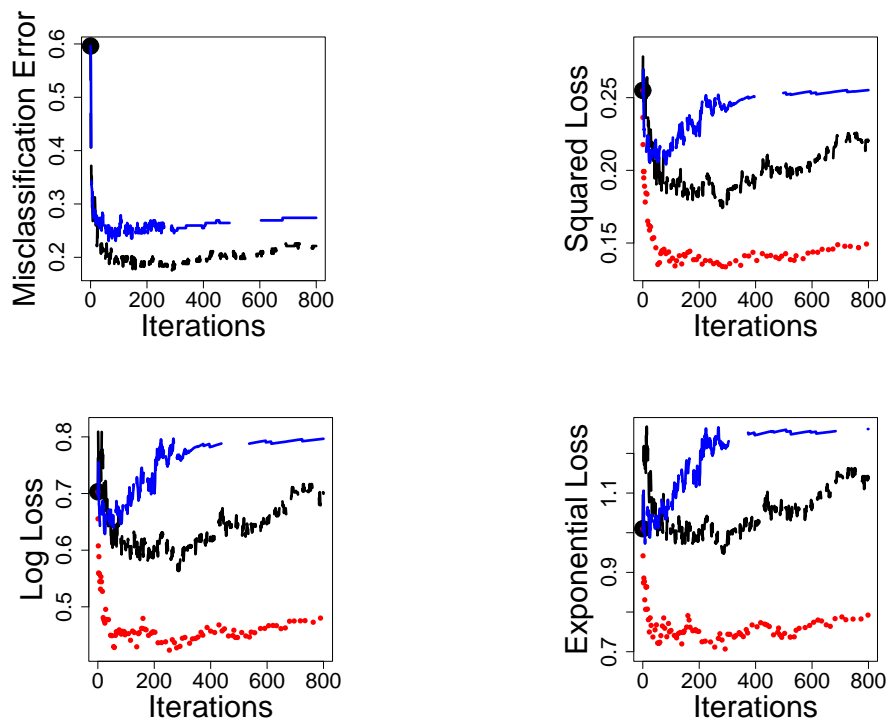 Misclassification Error
0.6
0.5
0.4
0.3
0.2
0 200 400 600 800
Iterations
Squared Loss
0.25
0.20
0.15
0 200 400 600 800
Iterations
Log Loss
0.8
0.7
0.6
0.5
0 200 400 600 800
Iterations
Exponential Loss
1.1
0.9
0.7
0 200 400 600 800
Iterations